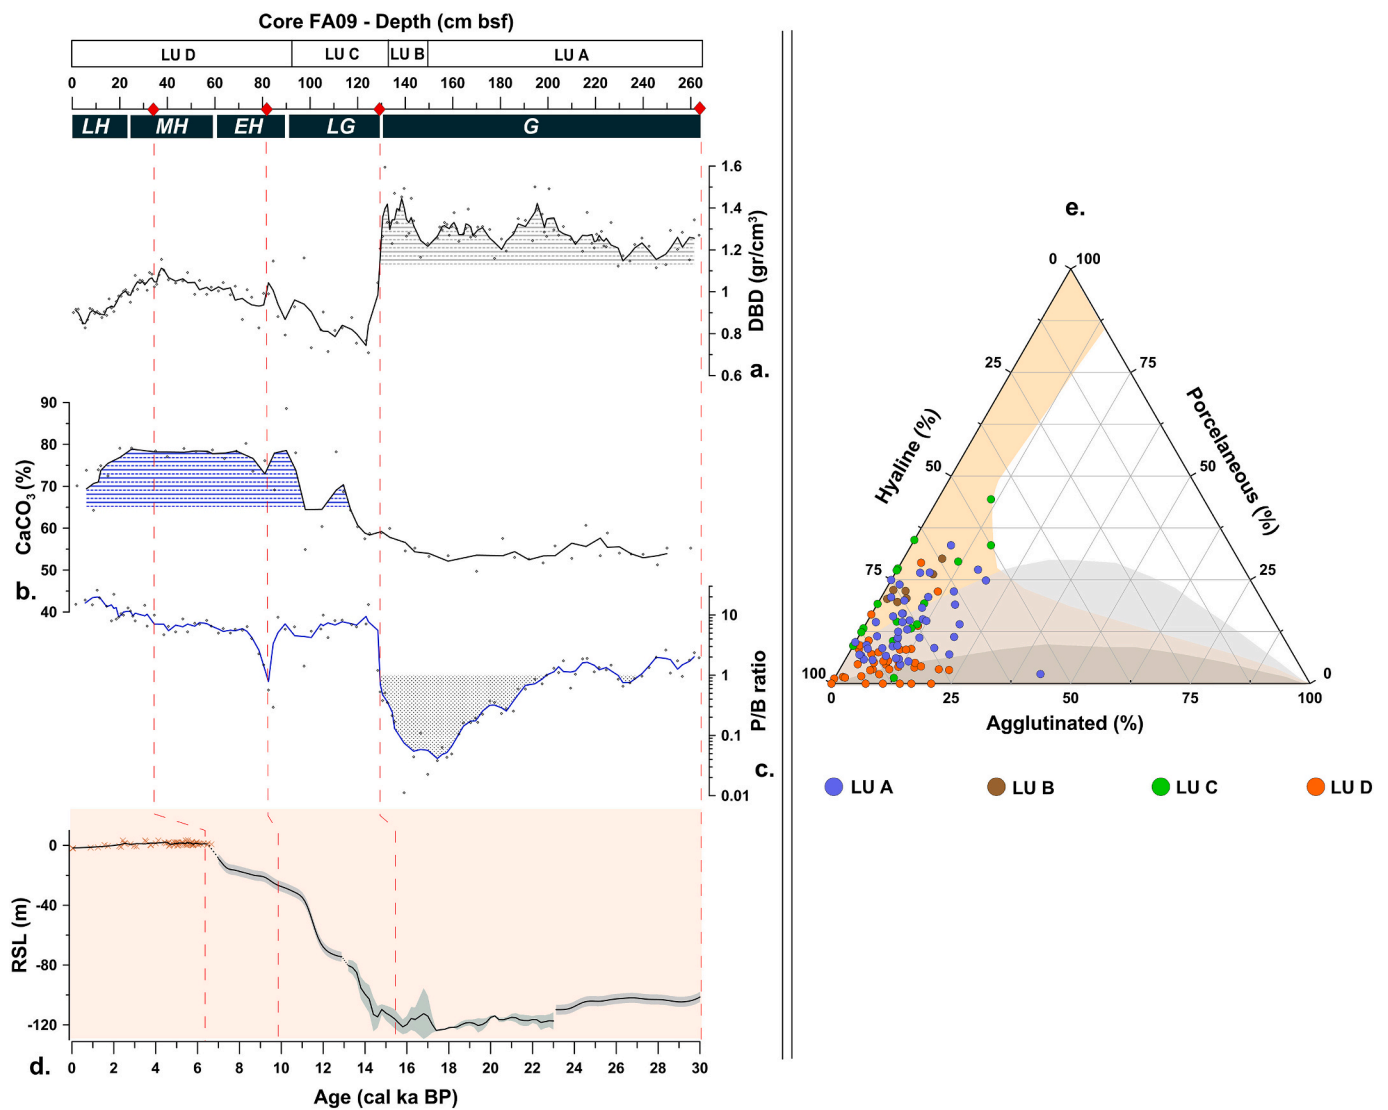 Core FA09 - Depth (cm bsf)
LU D LU C LU B LU A
0 20 40 60 80 100 120 140 160 180 200 220 240 260
LH MH EH LG G
1.6
1.4
1.2
1
0.8
0.6
DBD (gr/cm³)
a.
90
80
70
60
50
40
CaCO₃ (%)
b.
10
1
0.1
0.01
P/B ratio
c.
0
-40
-80
-120
RSL (m)
d.
0 2 4 6 8 10 12 14 16 18 20 22 24 26 28 30
Age (cal ka BP)
e.
0 100
25 75
50 50
75 25
100 0
Hyaline (%)
Porcelaneous (%)
0 25 50 75 100
Agglutinated (%)
LU A LU B LU C LU D